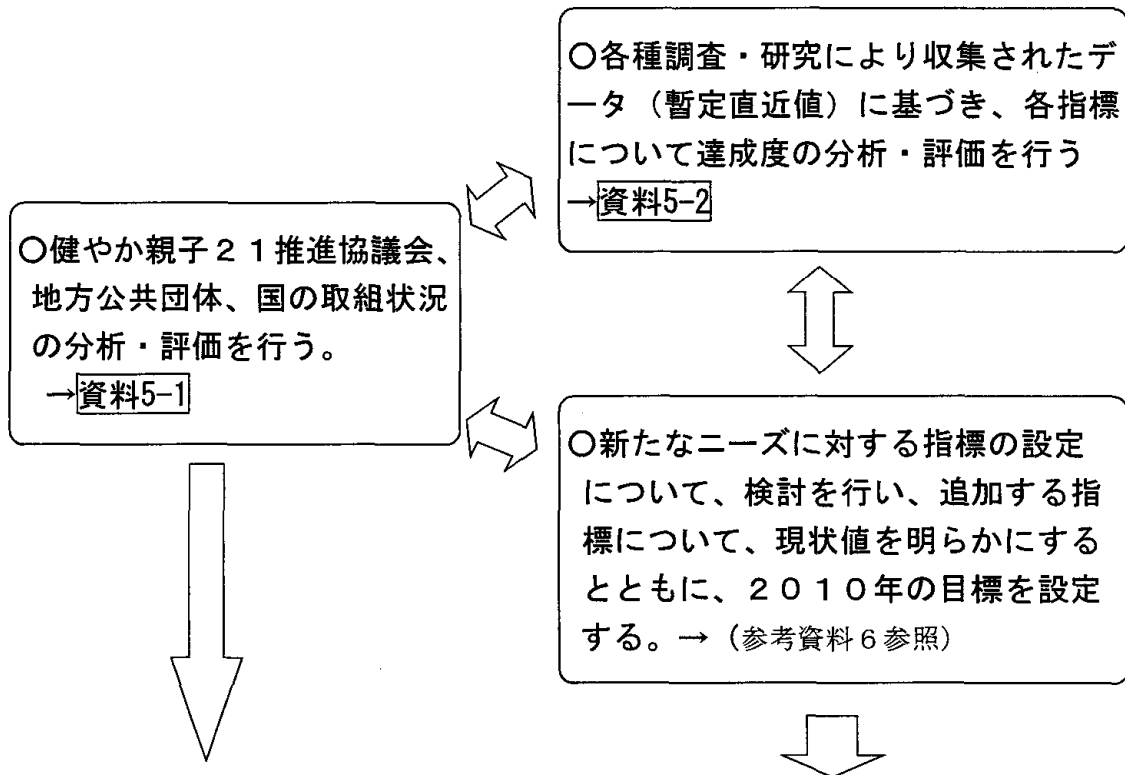 ○各種調査・研究により収集されたデ
ータ（暫定直近値）に基づき、各指標
について達成度の分析・評価を行う
→資料5-2
○健やか親子２１推進協議会、
地方公共団体、国の取組状況
の分析・評価を行う。
→資料5-1
○新たなニーズに対する指標の設定
について、検討を行い、追加する指
標について、現状値を明らかにする
とともに、２０１０年の目標を設定
する。→（参考資料６参照）